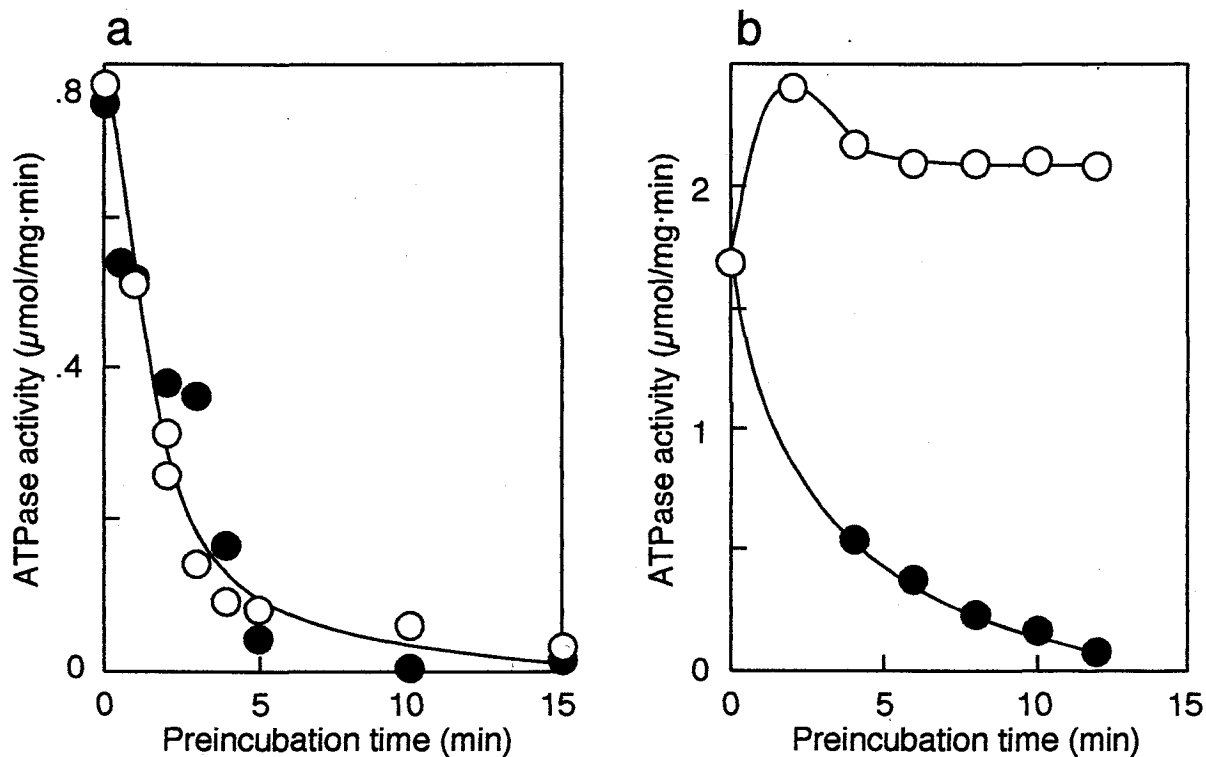 a
.8
.4
0
0 5 10 15
Preincubation time (min)
ATPase activity (µmol/mg·min)
b
2
1
0
0 5 10 15
Preincubation time (min)
ATPase activity (µmol/mg·min)